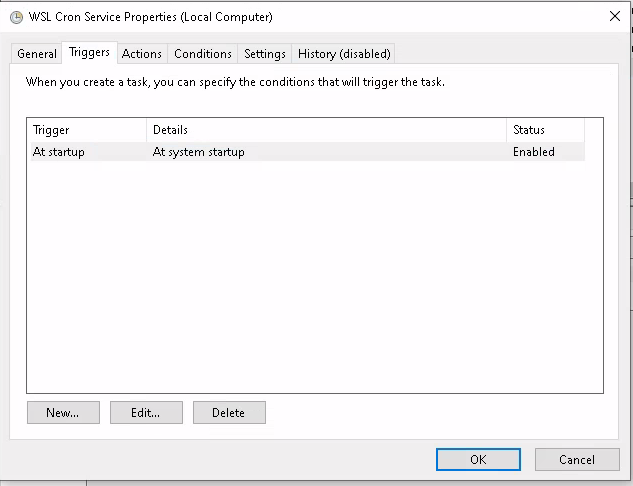 WSL Cron Service Properties (Local Computer)
General Triggers Actions Conditions Settings History (disabled)
When you create a task, you can specify the conditions that will trigger the task.
Trigger Details Status
At startup At system startup Enabled
New... Edit... Delete
OK Cancel